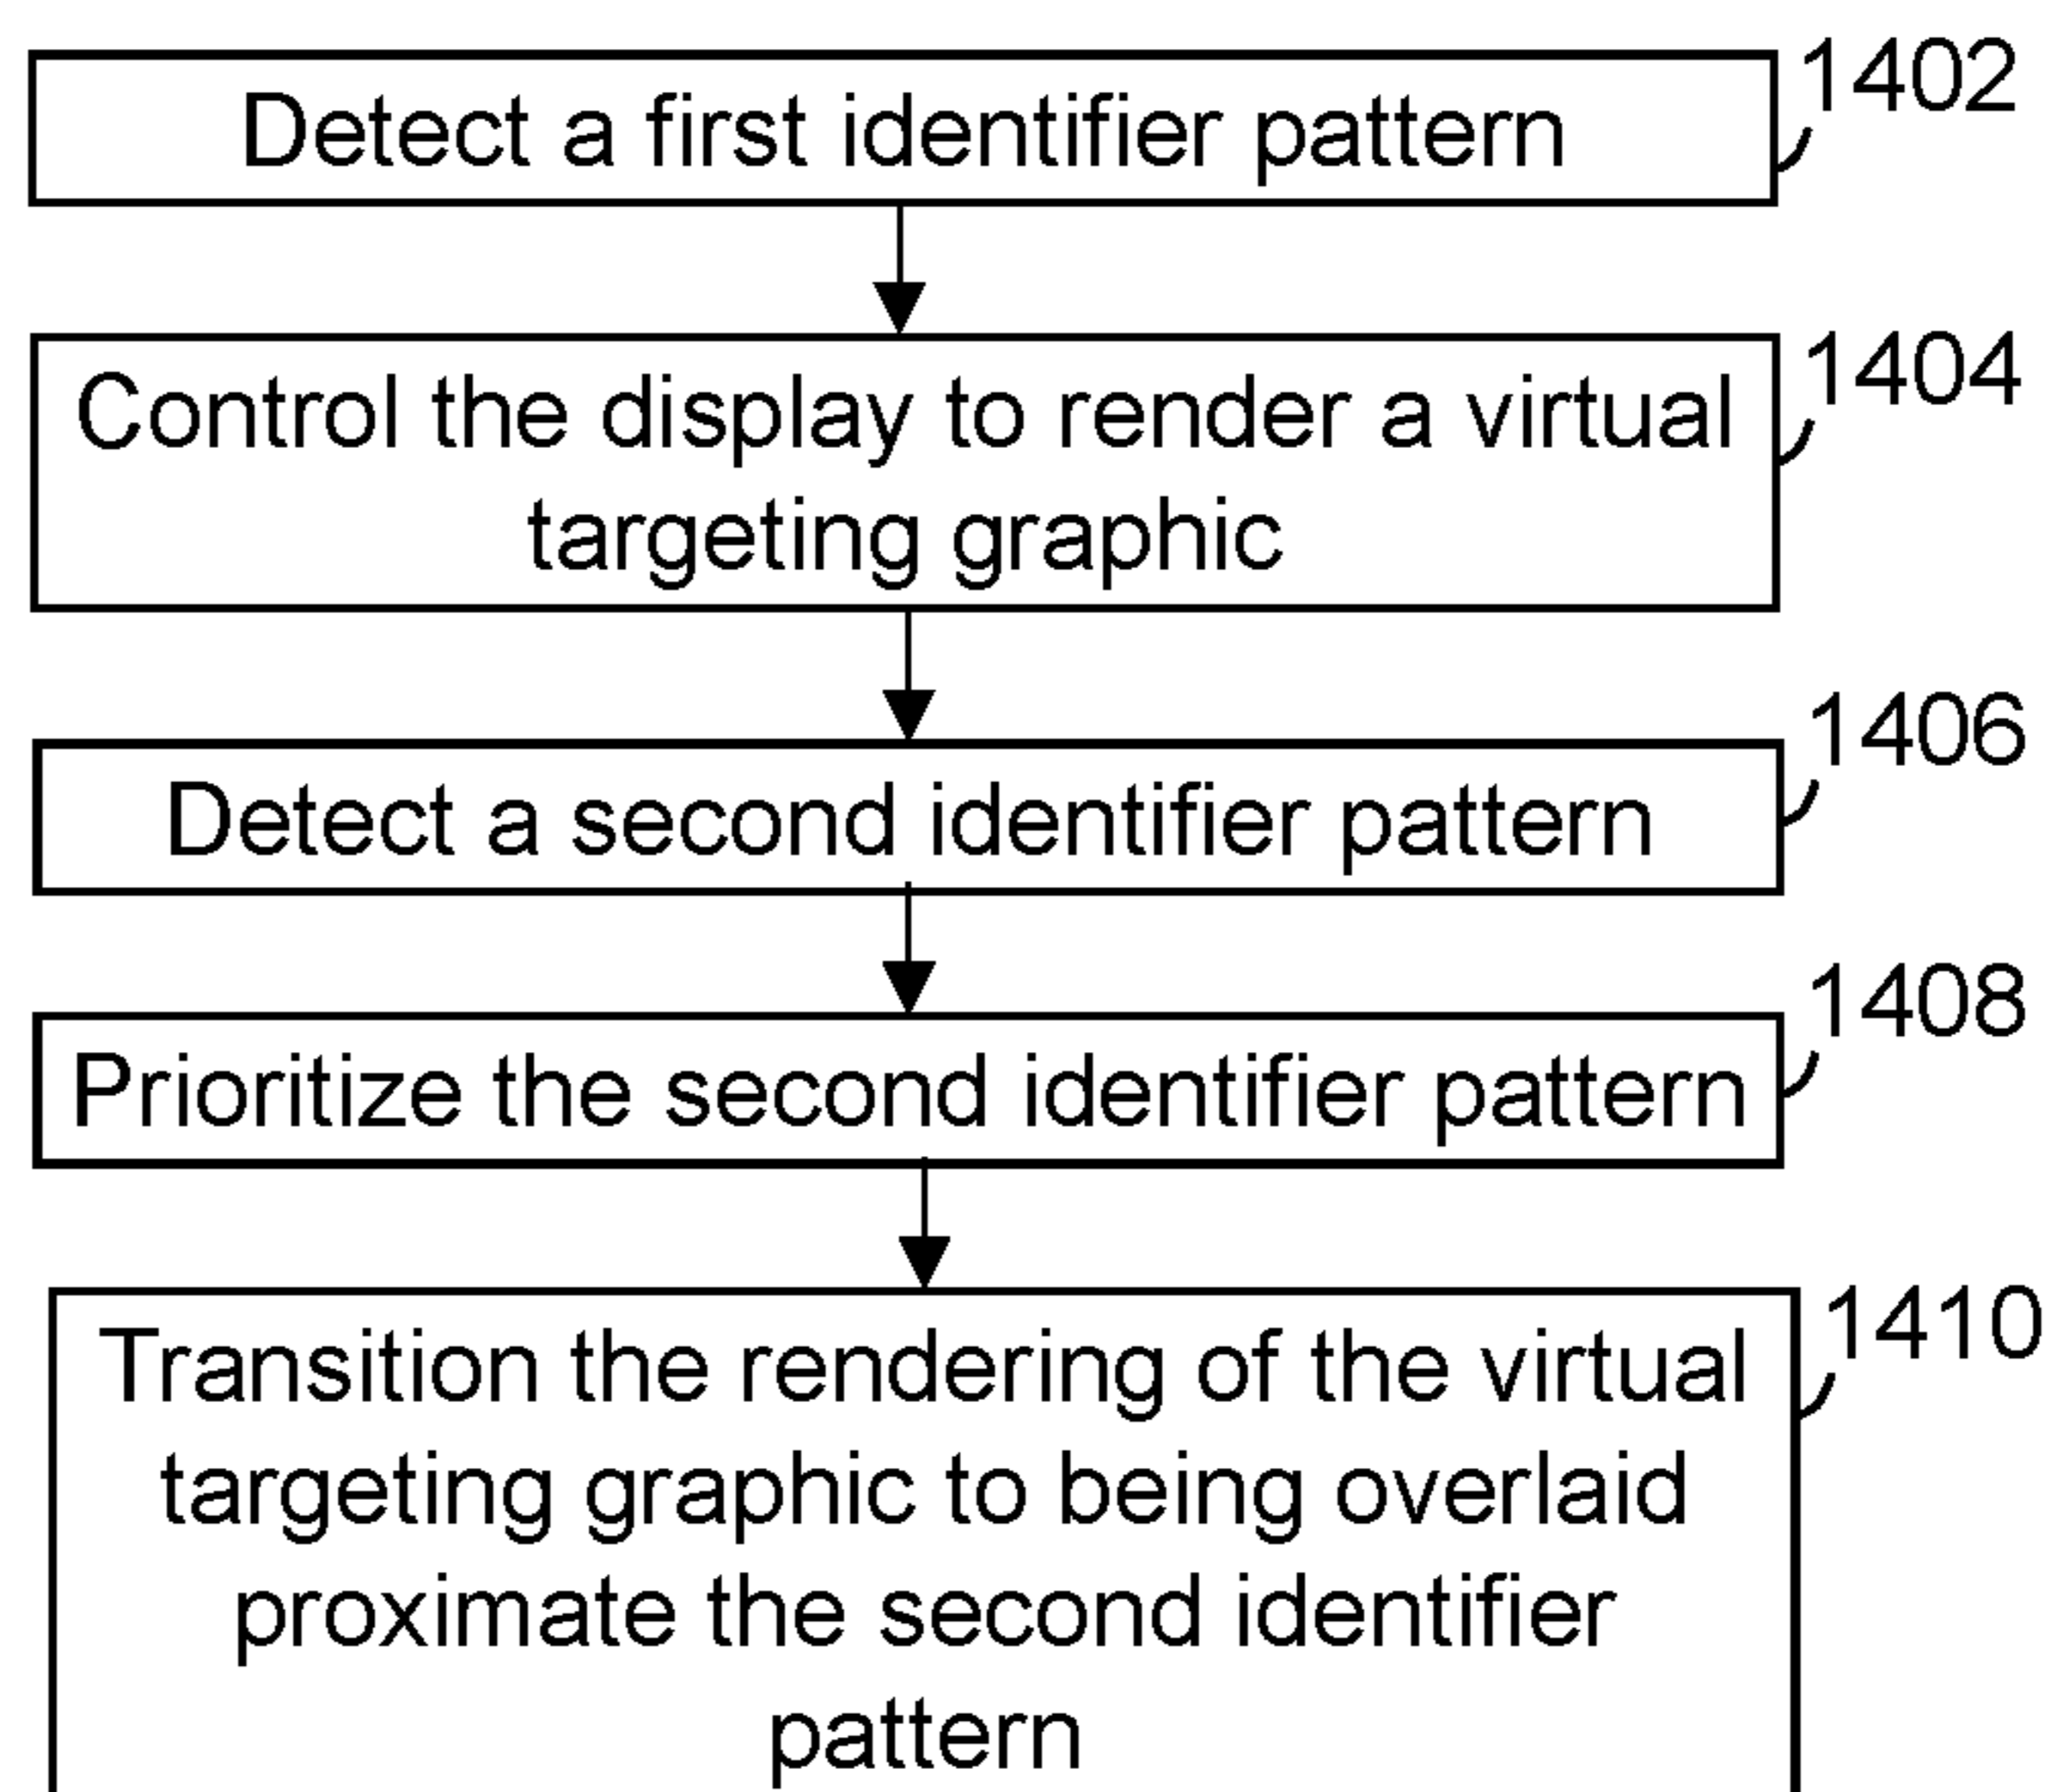 1402
Detect a first identifier pattern
1404
Control the display to render a virtual
targeting graphic
1406
Detect a second identifier pattern
1408
Prioritize the second identifier pattern
1410
Transition the rendering of the virtual
targeting graphic to being overlaid
proximate the second identifier
pattern